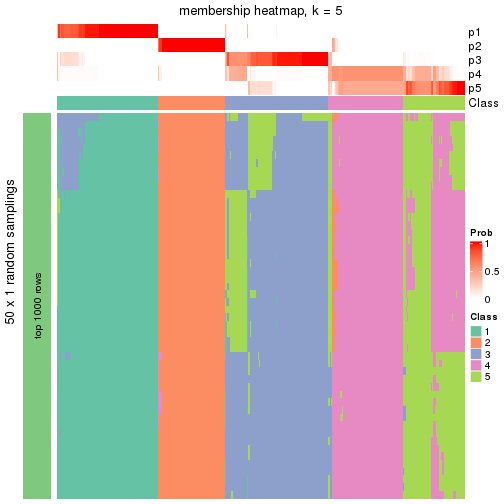 membership heatmap, k = 5
p1
p2
p3
p4
p5
Class
50 x 1 random samplings
top 1000 rows
Prob
1
0.5
0
Class
1
2
3
4
5